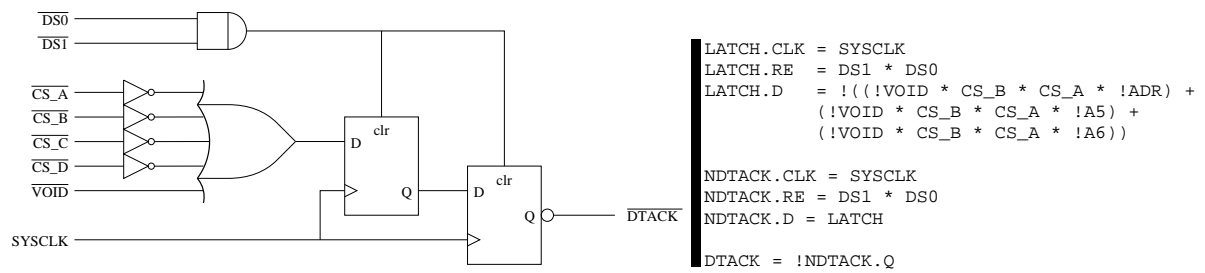 DS0
DS1
CS_A
CS_B
CS_C
CS_D
VOID
SYSCLK
clr
D
Q
clr
D
Q
DTACK
LATCH.CLK = SYSCLK
LATCH.RE = DS1 * DS0
LATCH.D = !((!VOID * CS_B * CS_A * !ADR) +
(!VOID * CS_B * CS_A * !A5) +
(!VOID * CS_B * CS_A * !A6))
NDTACK.CLK = SYSCLK
NDTACK.RE = DS1 * DS0
NDTACK.D = LATCH
DTACK = !NDTACK.Q